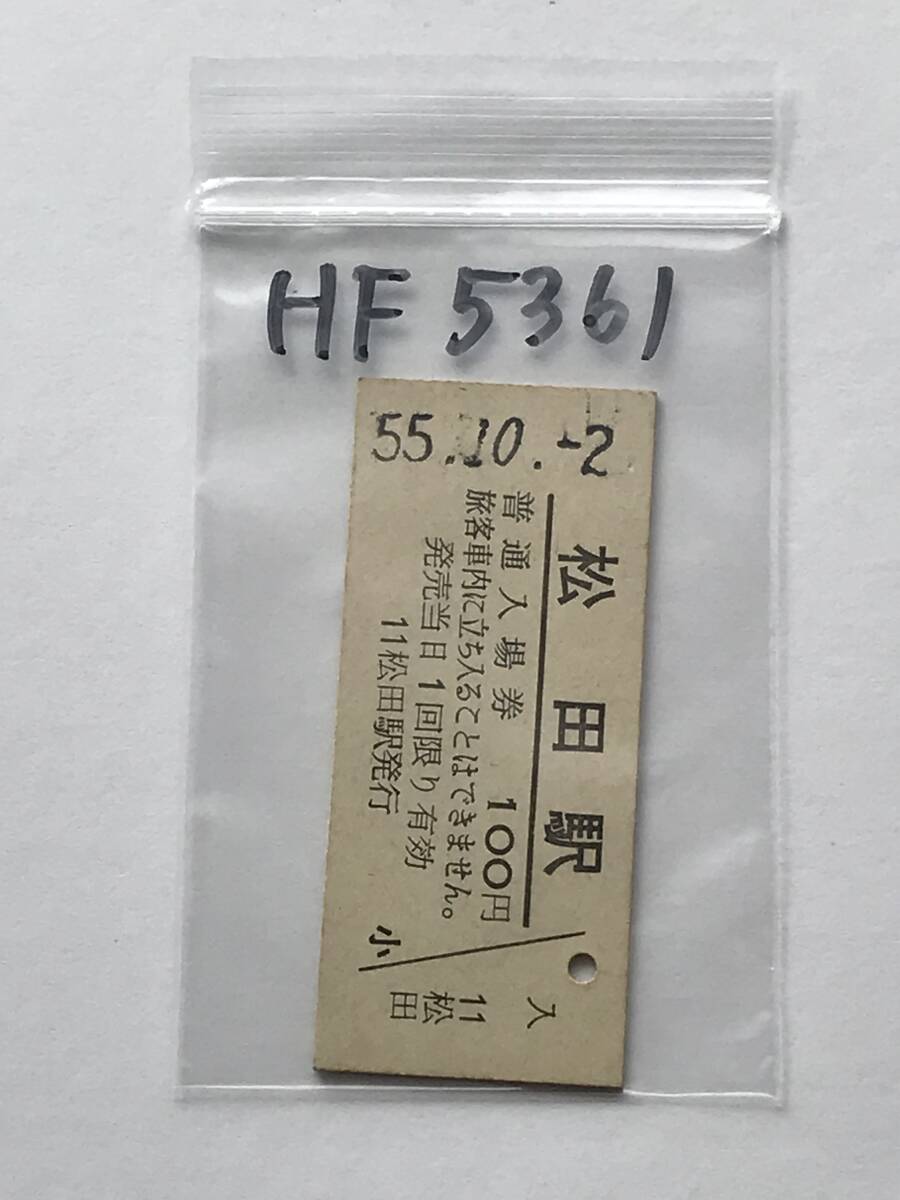 HF 5361
55.10.-2
松田駅
普通入場券 100円
旅客車内に立ち入ることはできません。
発売当日1回限り有効
11松田駅発行
小
入
11
松田